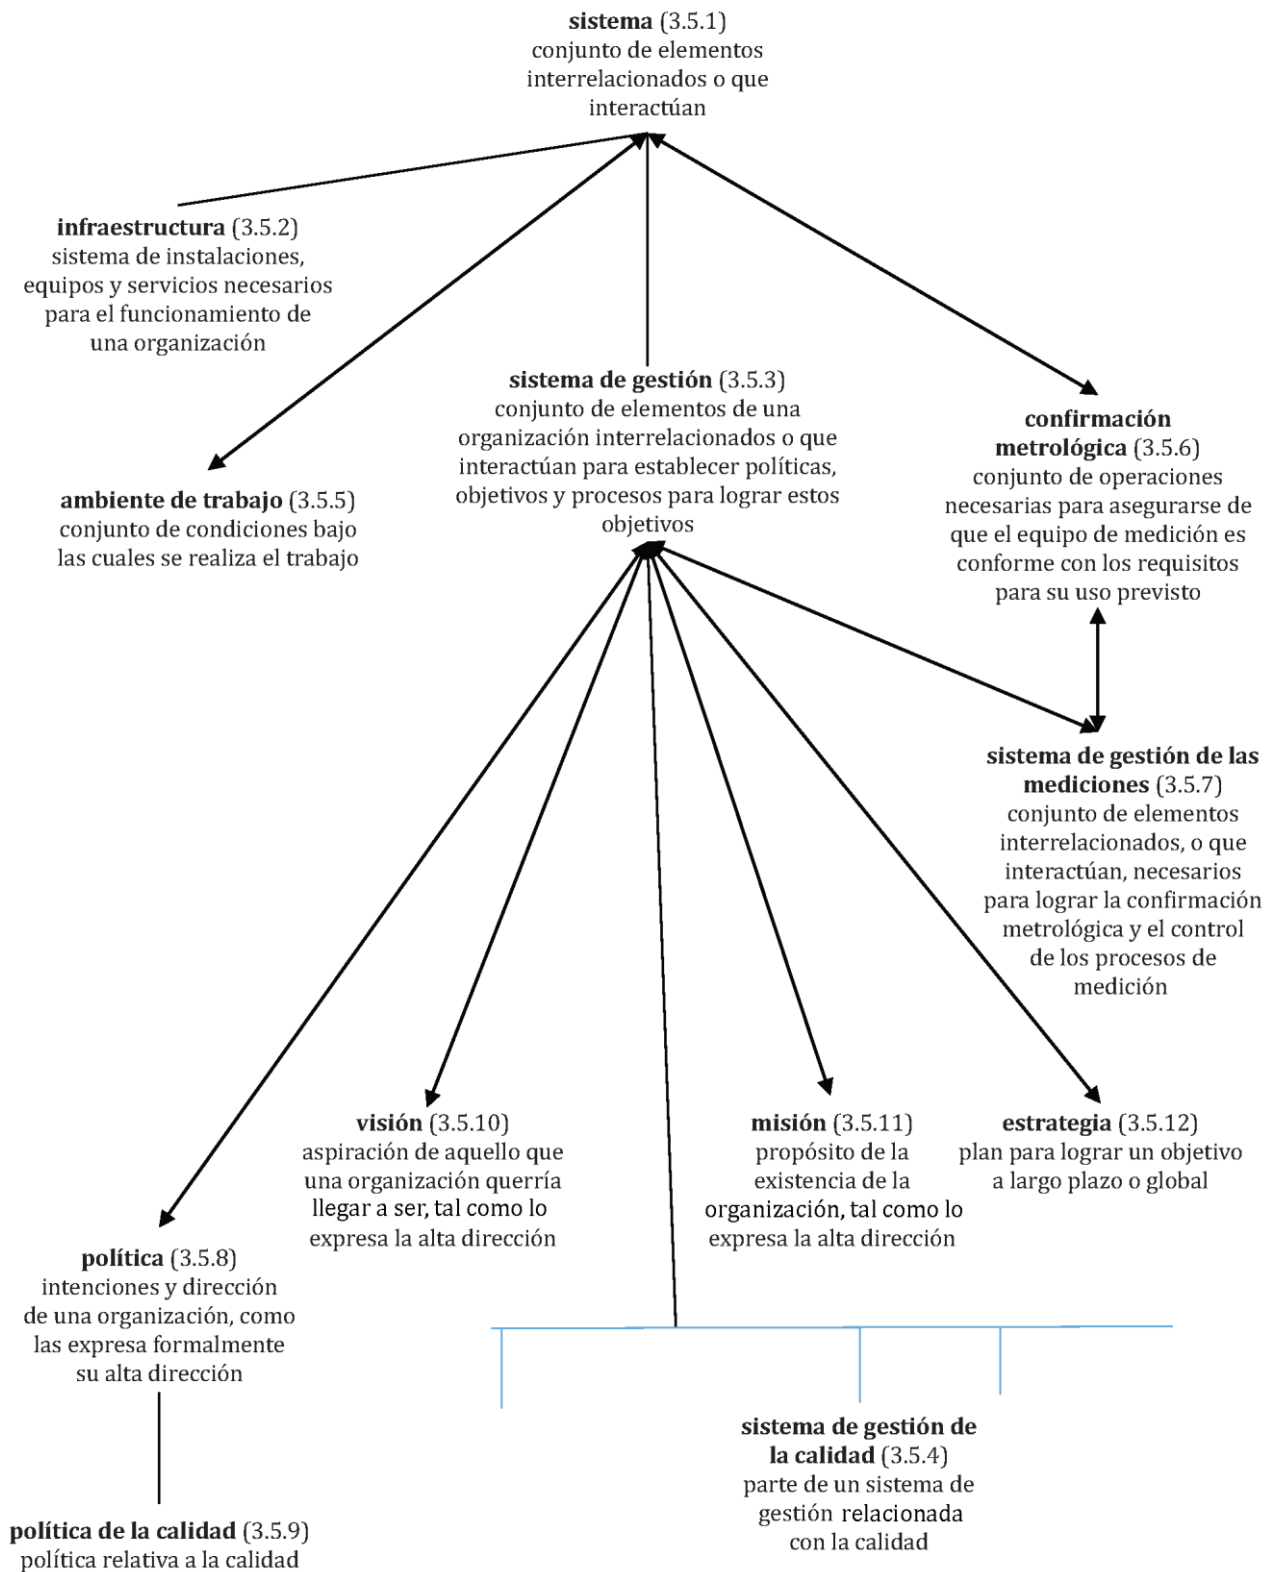 sistema (3.5.1)
conjunto de elementos
interrelacionados o que
interactúan
infraestructura (3.5.2)
sistema de instalaciones,
equipos y servicios necesarios
para el funcionamiento de
una organización
sistema de gestión (3.5.3)
conjunto de elementos de una
organización interrelacionados o que
interactúan para establecer políticas,
objetivos y procesos para lograr estos
objetivos
confirmación
metrológica (3.5.6)
conjunto de operaciones
necesarias para asegurarse de
que el equipo de medición es
conforme con los requisitos
para su uso previsto
ambiente de trabajo (3.5.5)
conjunto de condiciones bajo
las cuales se realiza el trabajo
sistema de gestión de las
mediciones (3.5.7)
conjunto de elementos
interrelacionados, o que
interactúan, necesarios
para lograr la confirmación
metrológica y el control
de los procesos de
medición
visión (3.5.10)
aspiración de aquello que
una organización querría
llegar a ser, tal como lo
expresa la alta dirección
misión (3.5.11)
propósito de la
existencia de la
organización, tal como lo
expresa la alta dirección
estrategia (3.5.12)
plan para lograr un objetivo
a largo plazo o global
política (3.5.8)
intenciones y dirección
de una organización, como
las expresa formalmente
su alta dirección
sistema de gestión de
la calidad (3.5.4)
parte de un sistema de
gestión relacionada
con la calidad
política de la calidad (3.5.9)
política relativa a la calidad